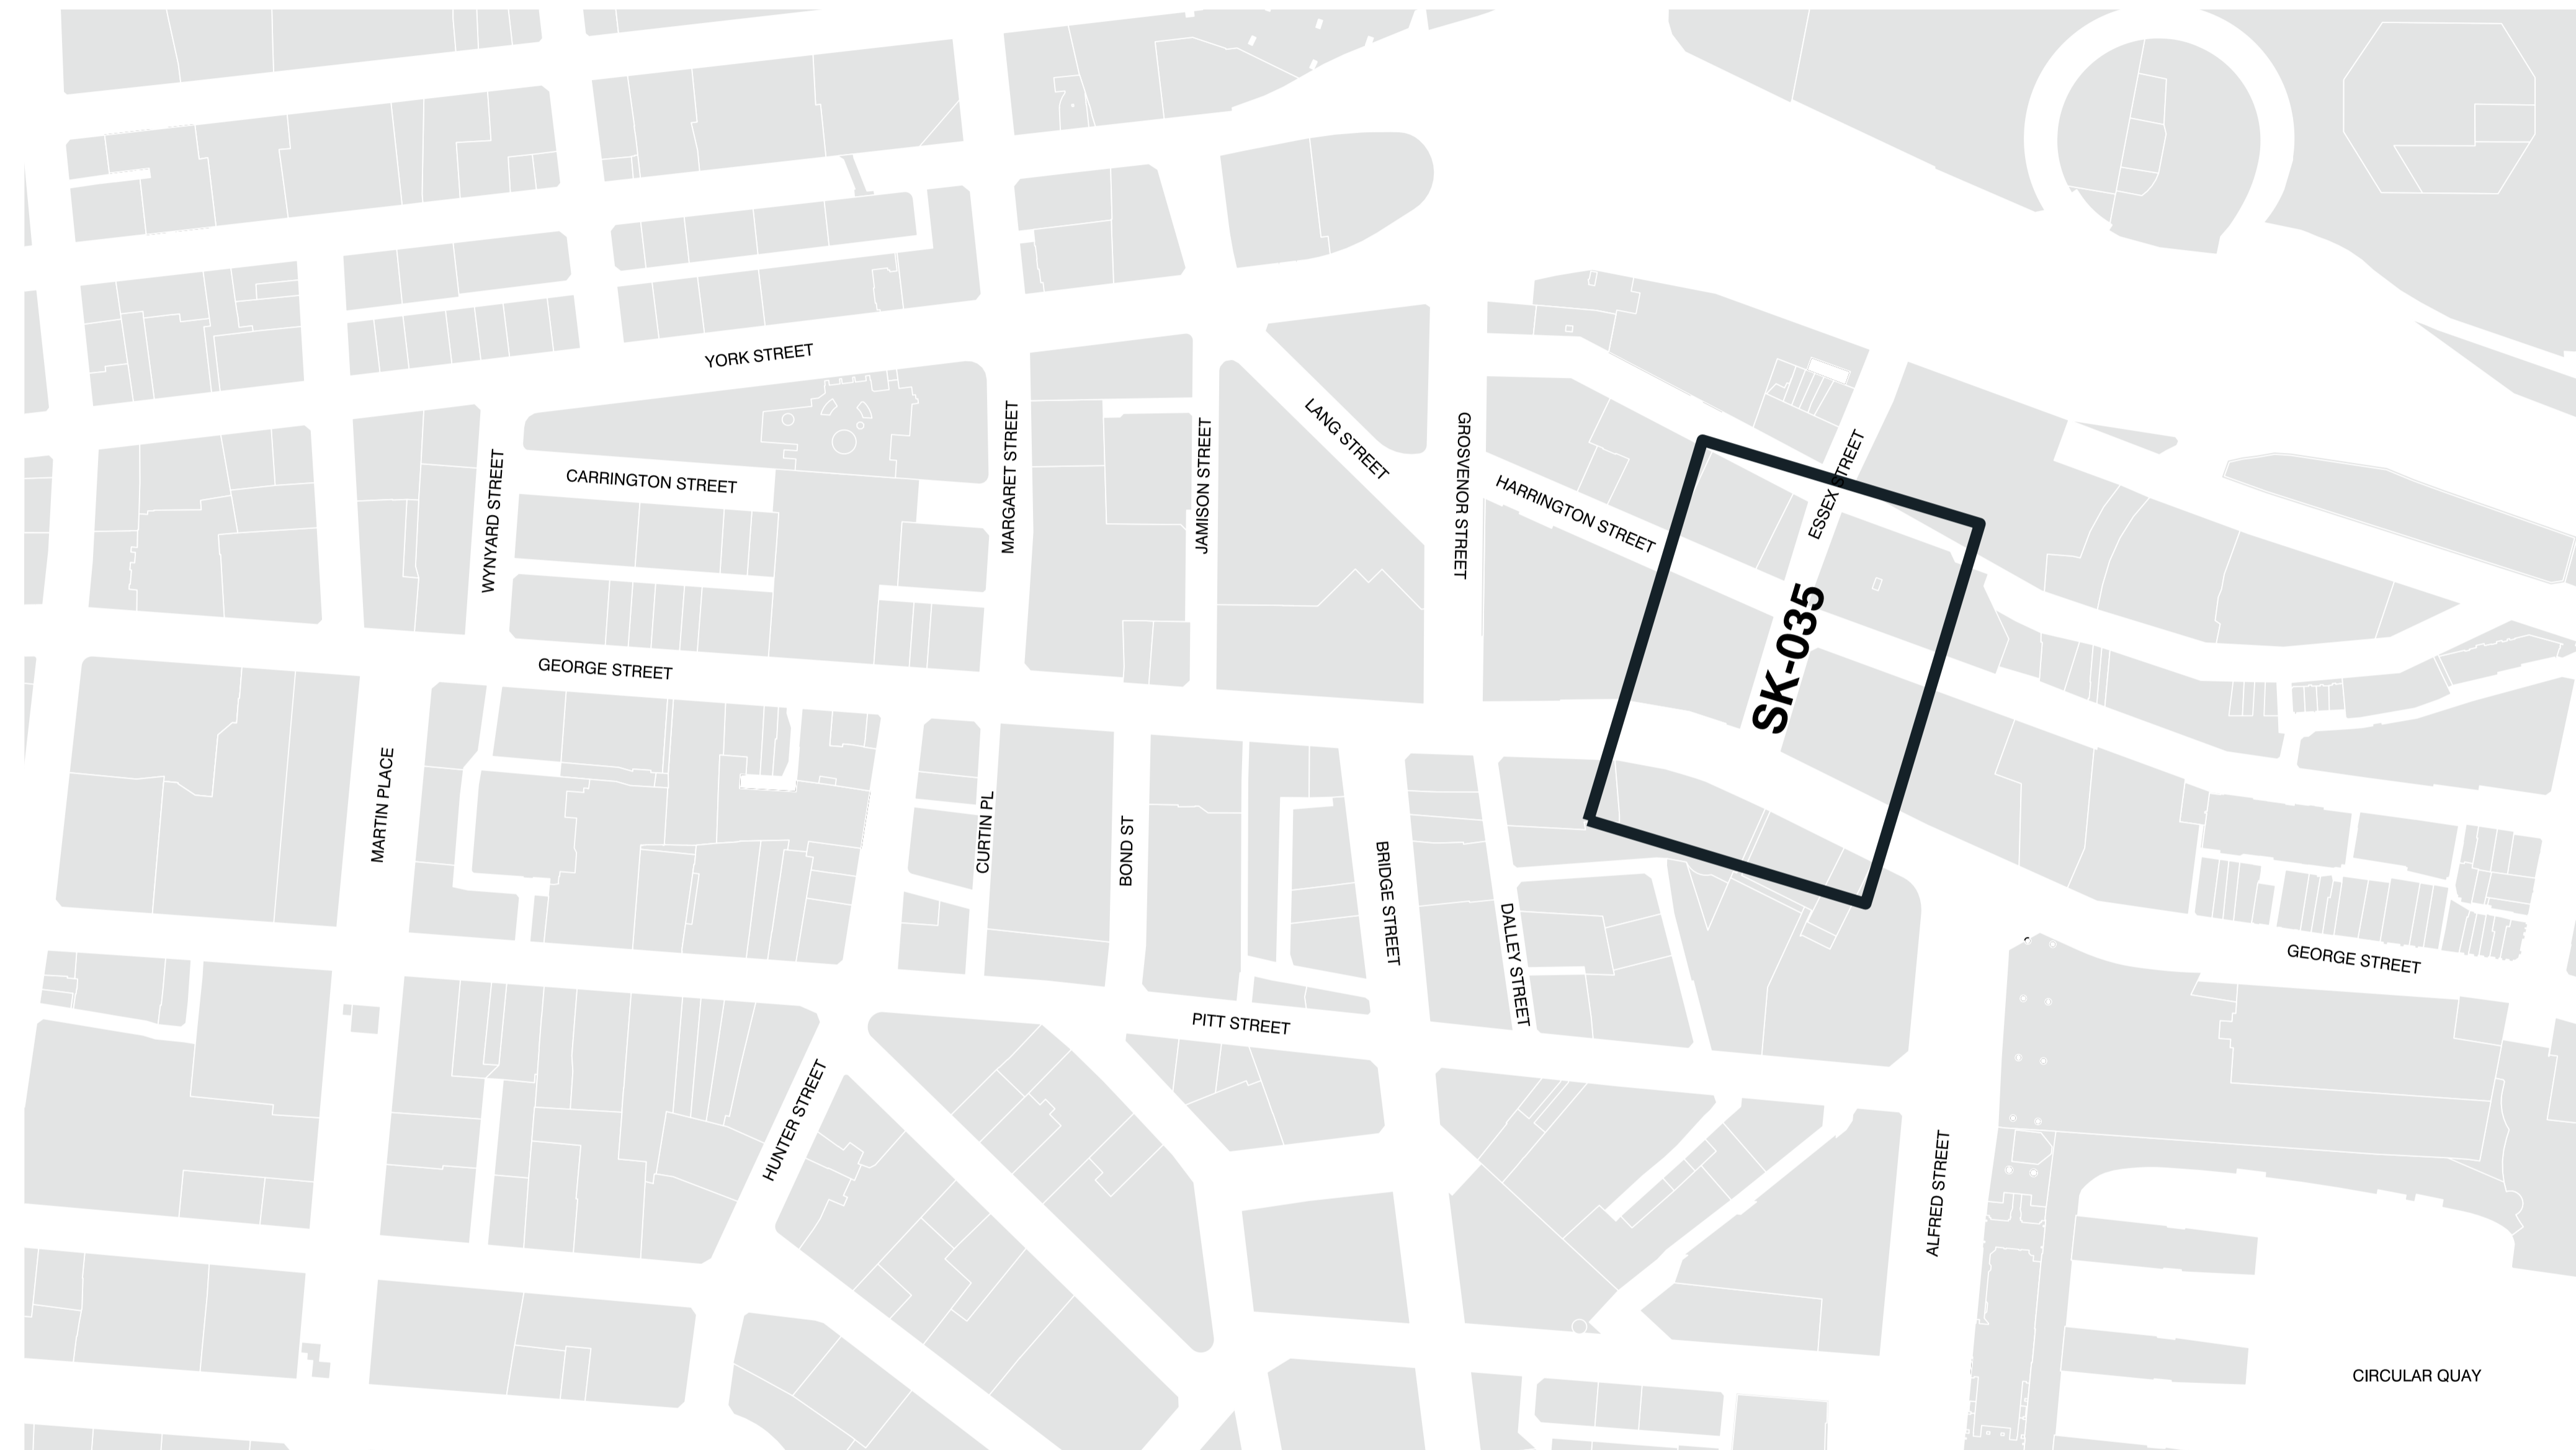 YORK STREET
CARRINGTON STREET
WYNYARD STREET
MARGARET STREET
JAMISON STREET
LANG STREET
GROSVENOR STREET
HARRINGTON STREET
ESSEX STREET
SK-035
GEORGE STREET
MARTIN PLACE
CURTIN PL
BOND ST
BRIDGE STREET
DALLEY STREET
GEORGE STREET
PITT STREET
HUNTER STREET
ALFRED STREET
CIRCULAR QUAY